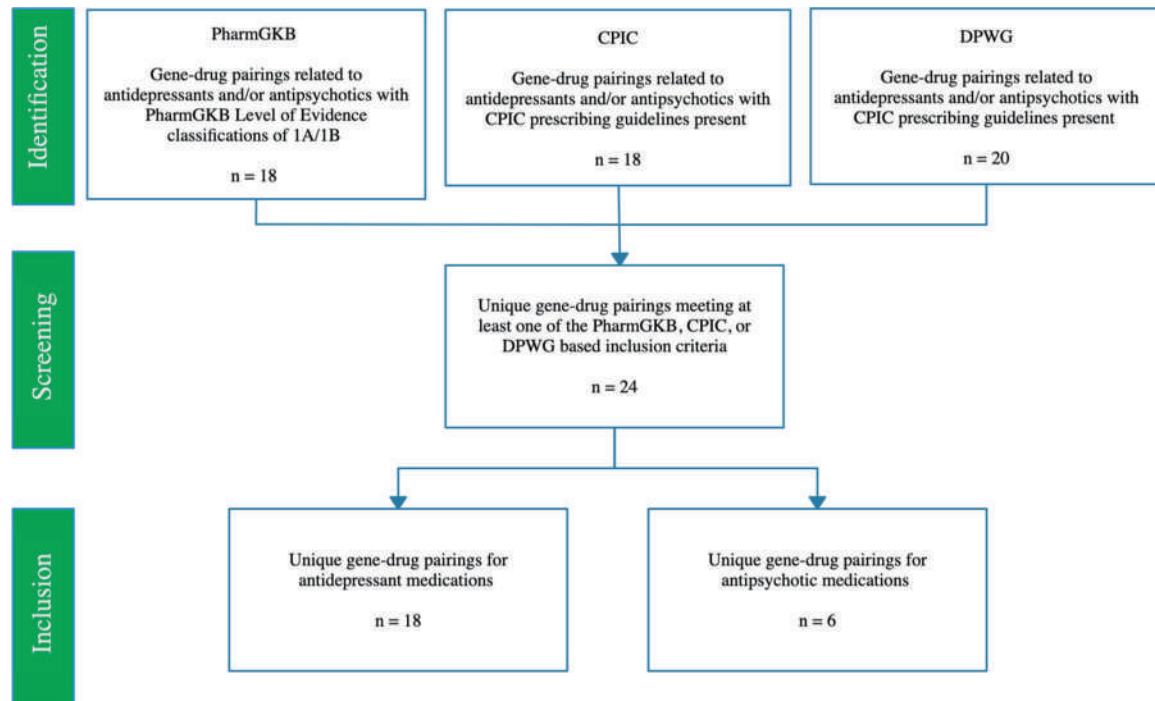 Identification
PharmGKB
Gene-drug pairings related to
antidepressants and/or antipsychotics with
PharmGKB Level of Evidence
classifications of 1A/1B
n = 18
CPIC
Gene-drug pairings related to
antidepressants and/or antipsychotics with
CPIC prescribing guidelines present
n = 18
DPWG
Gene-drug pairings related to
antidepressants and/or antipsychotics with
CPIC prescribing guidelines present
n = 20
Screening
Unique gene-drug pairings meeting at
least one of the PharmGKB, CPIC, or
DPWG based inclusion criteria
n = 24
Inclusion
Unique gene-drug pairings for
antidepressant medications
n = 18
Unique gene-drug pairings for
antipsychotic medications
n = 6